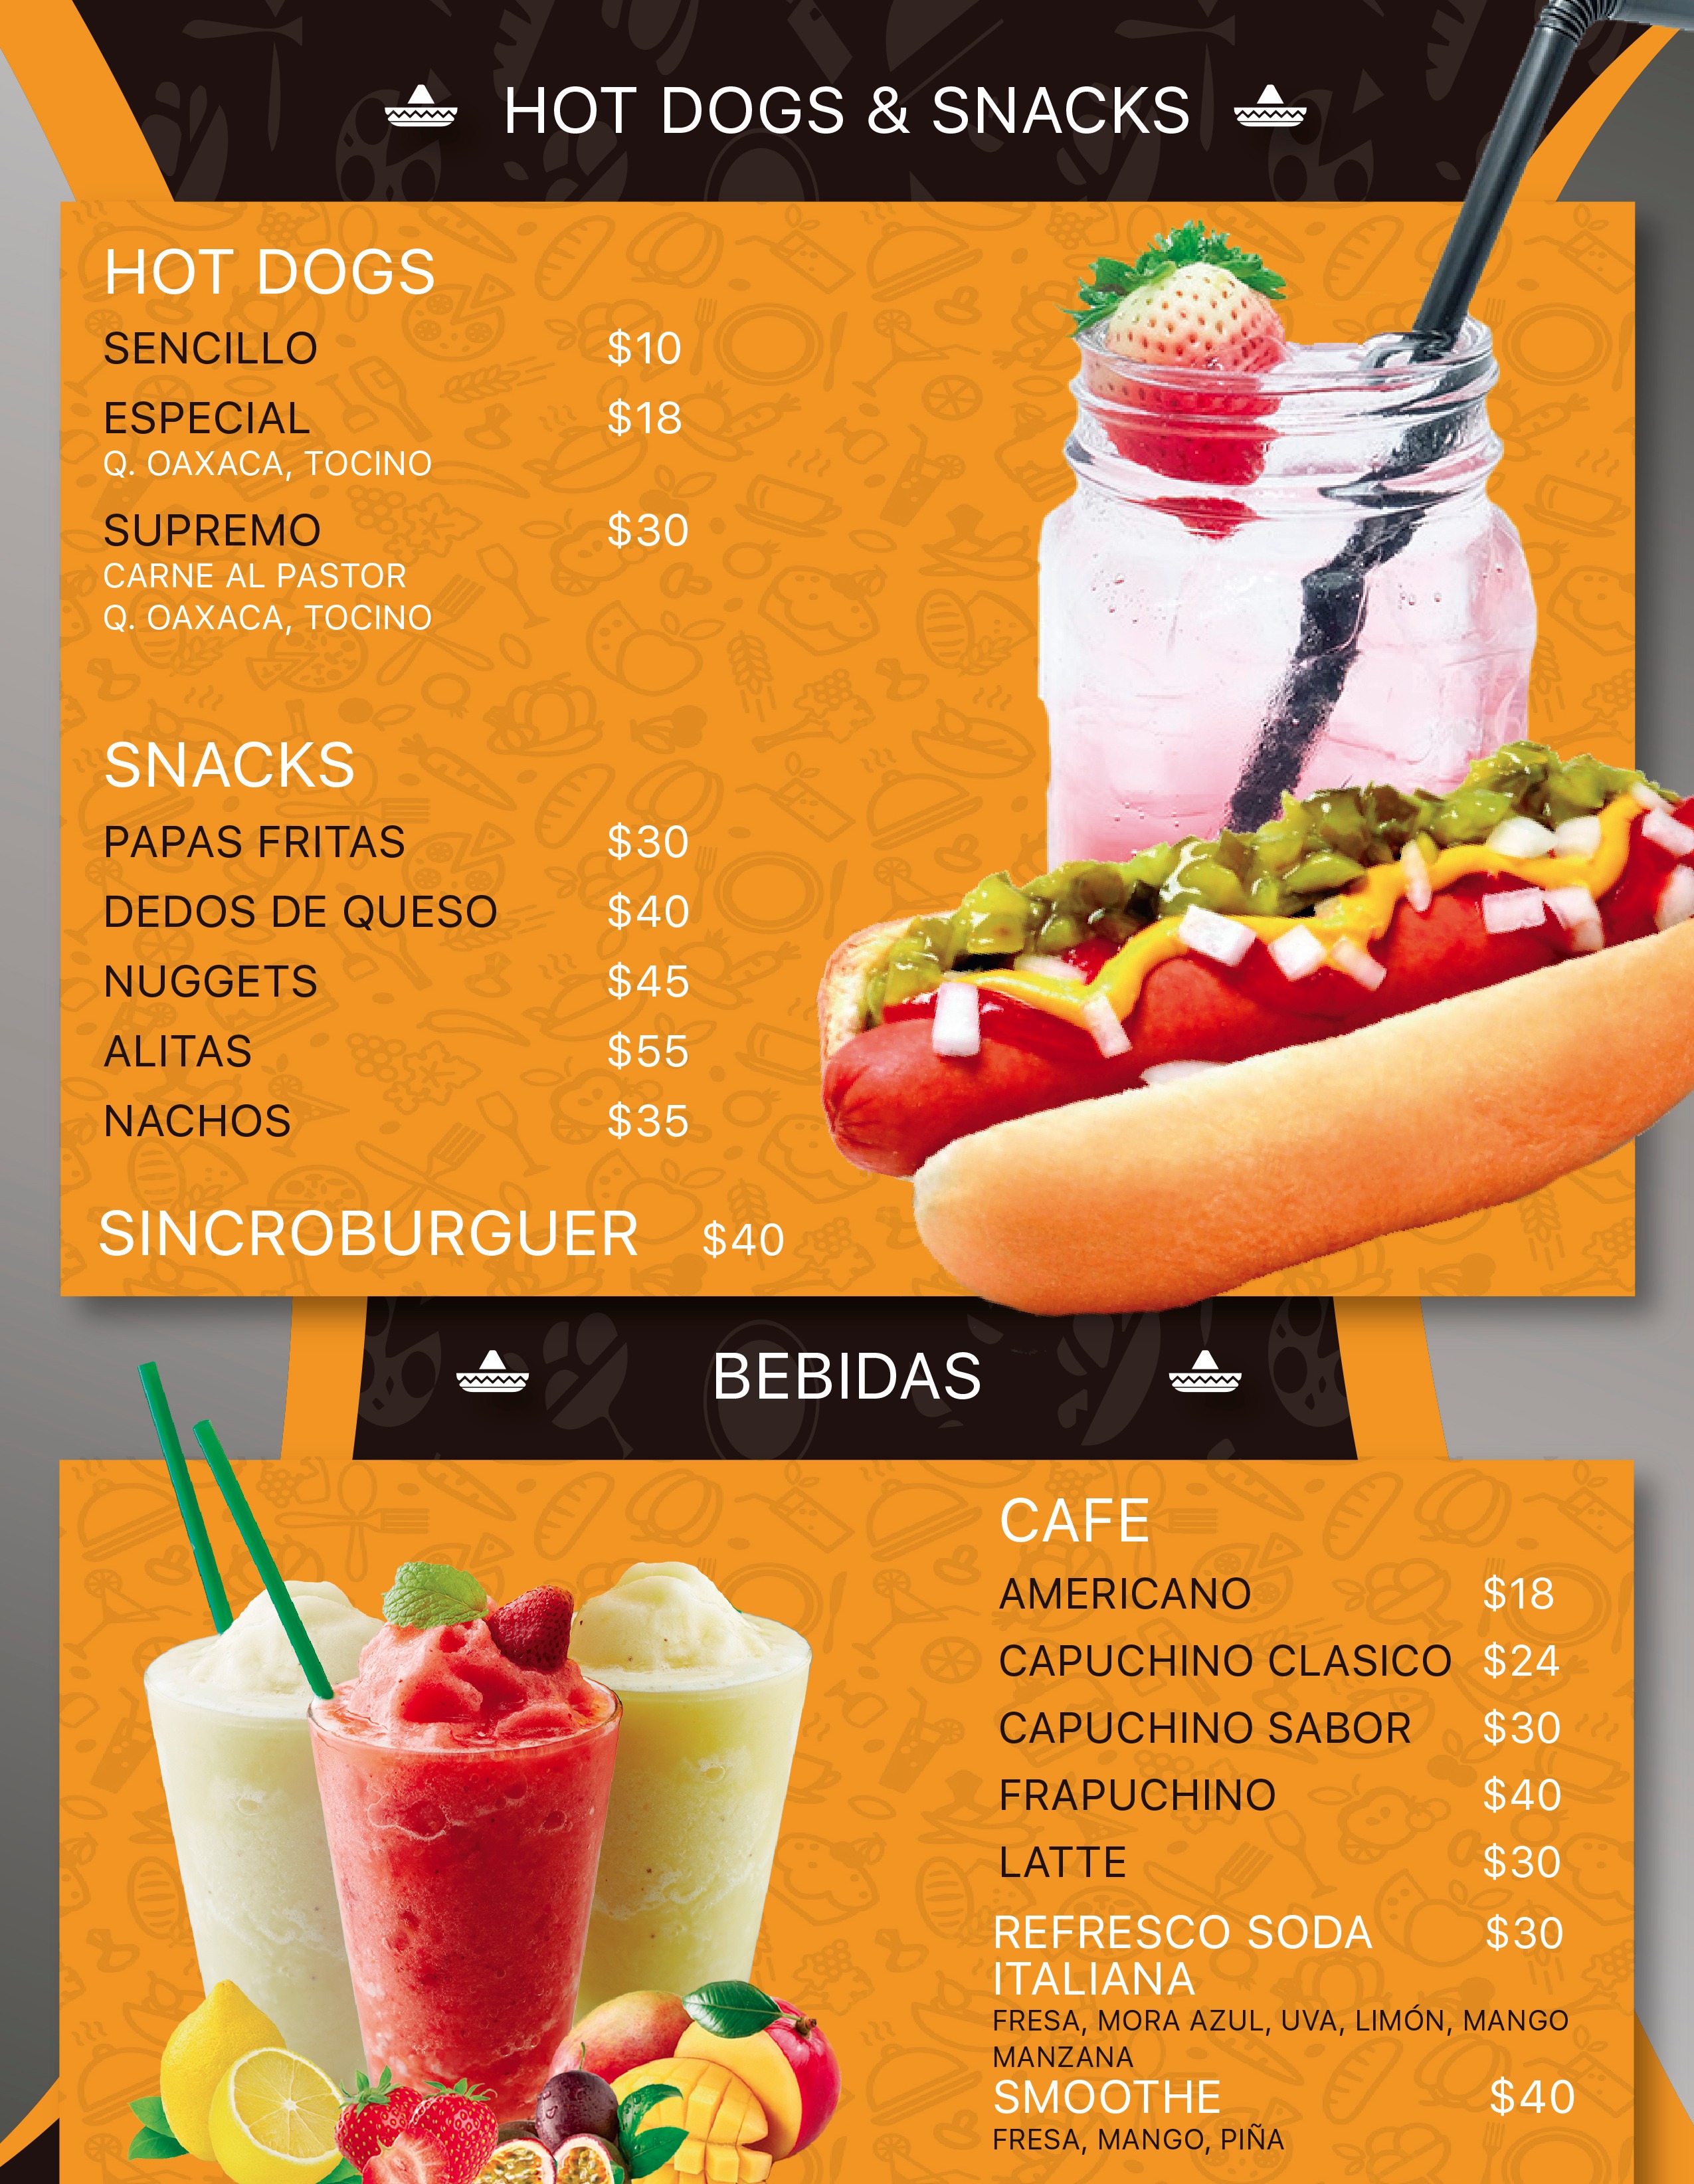 HOT DOGS & SNACKS
HOT DOGS
SENCILLO $10
ESPECIAL $18
Q. OAXACA, TOCINO
SUPREMO $30
CARNE AL PASTOR
Q. OAXACA, TOCINO
SNACKS
PAPAS FRITAS $30
DEDOS DE QUESO $40
NUGGETS $45
ALITAS $55
NACHOS $35
SINCROBURGUER $40
BEBIDAS
CAFE
AMERICANO $18
CAPUCHINO CLASICO $24
CAPUCHINO SABOR $30
FRAPUCHINO $40
LATTE $30
REFRESCO SODA $30
ITALIANA
FRESA, MORA AZUL, UVA, LIMÓN, MANGO
MANZANA
SMOOTHE $40
FRESA, MANGO, PIÑA